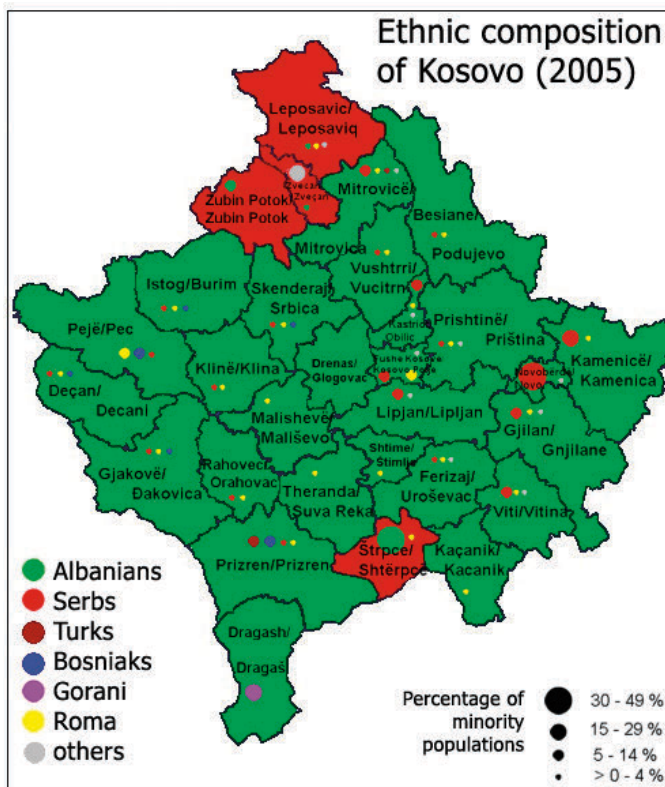 Ethnic composition
of Kosovo (2005)
Leposavic/
Leposaviq
Zvecan/
Zveçan
Zubin Potok/
Zubin Potok
Mitrovicë/
Mitrovica
Besiane/
Podujevo
Vushtrri/
Vucitrn
Istog/Burim
Skenderaj/
Srbica
Pejë/Pec
Kastriot/
Obilic
Prishtinë/
Priština
Kamenicë/
Kamenica
Klinë/Klina
Drenas/
Glogovac
Fushe Kosove/
Kosovo Polje
Novobërdë/
Novo
Deçan/
Decani
Lipjan/Lipljan
Malishevë/
Mališevo
Gjilan/
Gnjilane
Gjakovë/
Đakovica
Rahovec/
Orahovac
Shtime/
Štimlje
Ferizaj/
Uroševac
Theranda/
Suva Reka
Viti/Vitina
Prizren/Prizren
Štrpce/
Shtërpcë
Kaçanik/
Kacanik
Dragash/
Dragaš
Albanians
Serbs
Turks
Bosniaks
Gorani
Roma
others
Percentage of
minority
populations
30 - 49 %
15 - 29 %
5 - 14 %
> 0 - 4 %